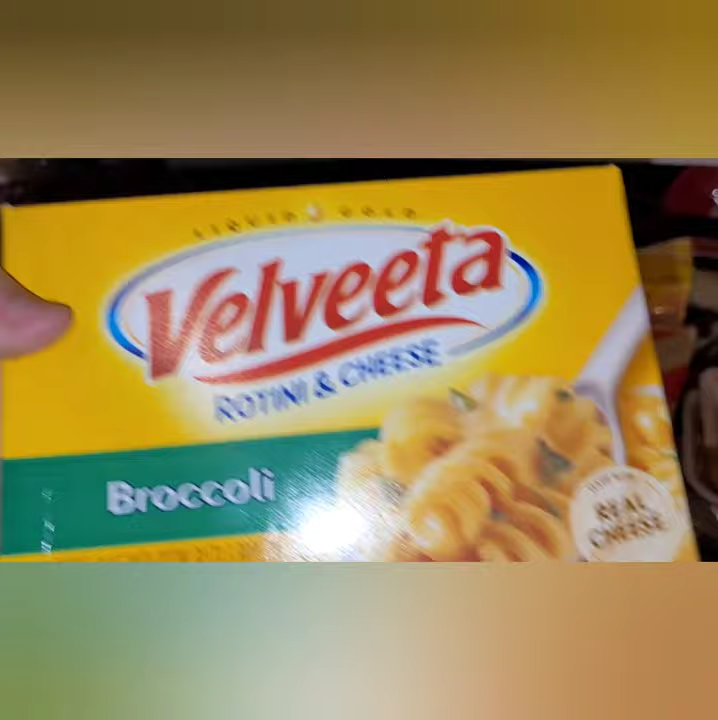 LIQUID GOLD
Velveeta
ROTINI & CHEESE
Broccoli
REAL
CHEESE